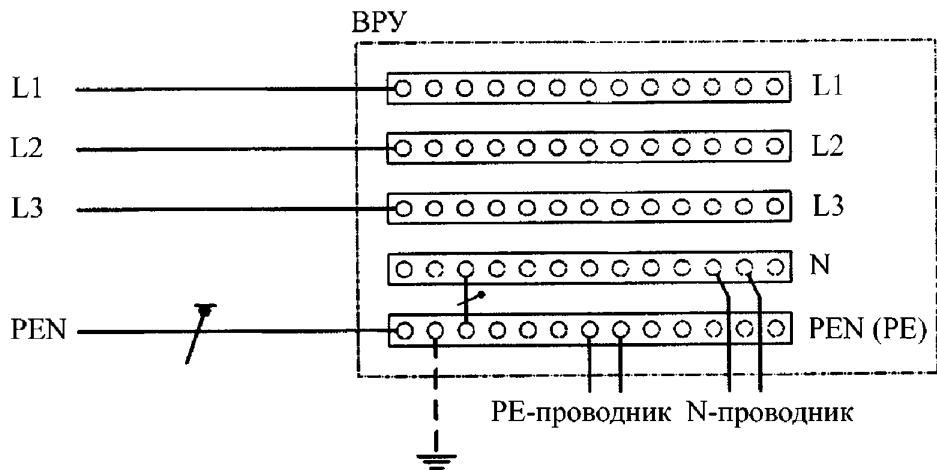 ВРУ
L1 L1
L2 L2
L3 L3
N
PEN PEN (PE)
PE-проводник N-проводник